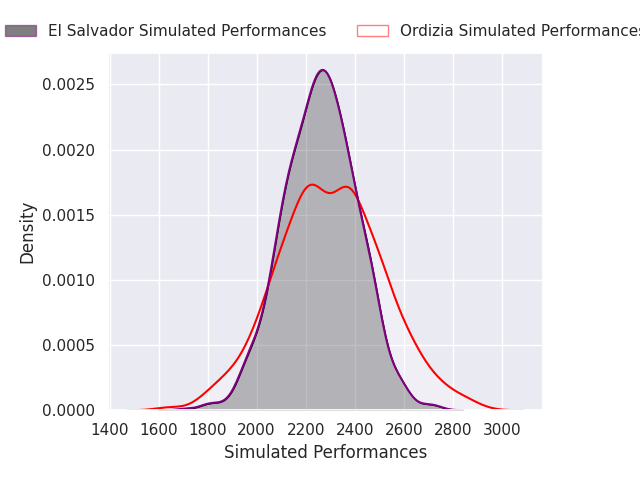 El Salvador Simulated Performances
Ordizia Simulated Performances
0.0025
0.0020
0.0015
0.0010
0.0005
0.0000
Density
1400 1600 1800 2000 2200 2400 2600 2800 3000
Simulated Performances